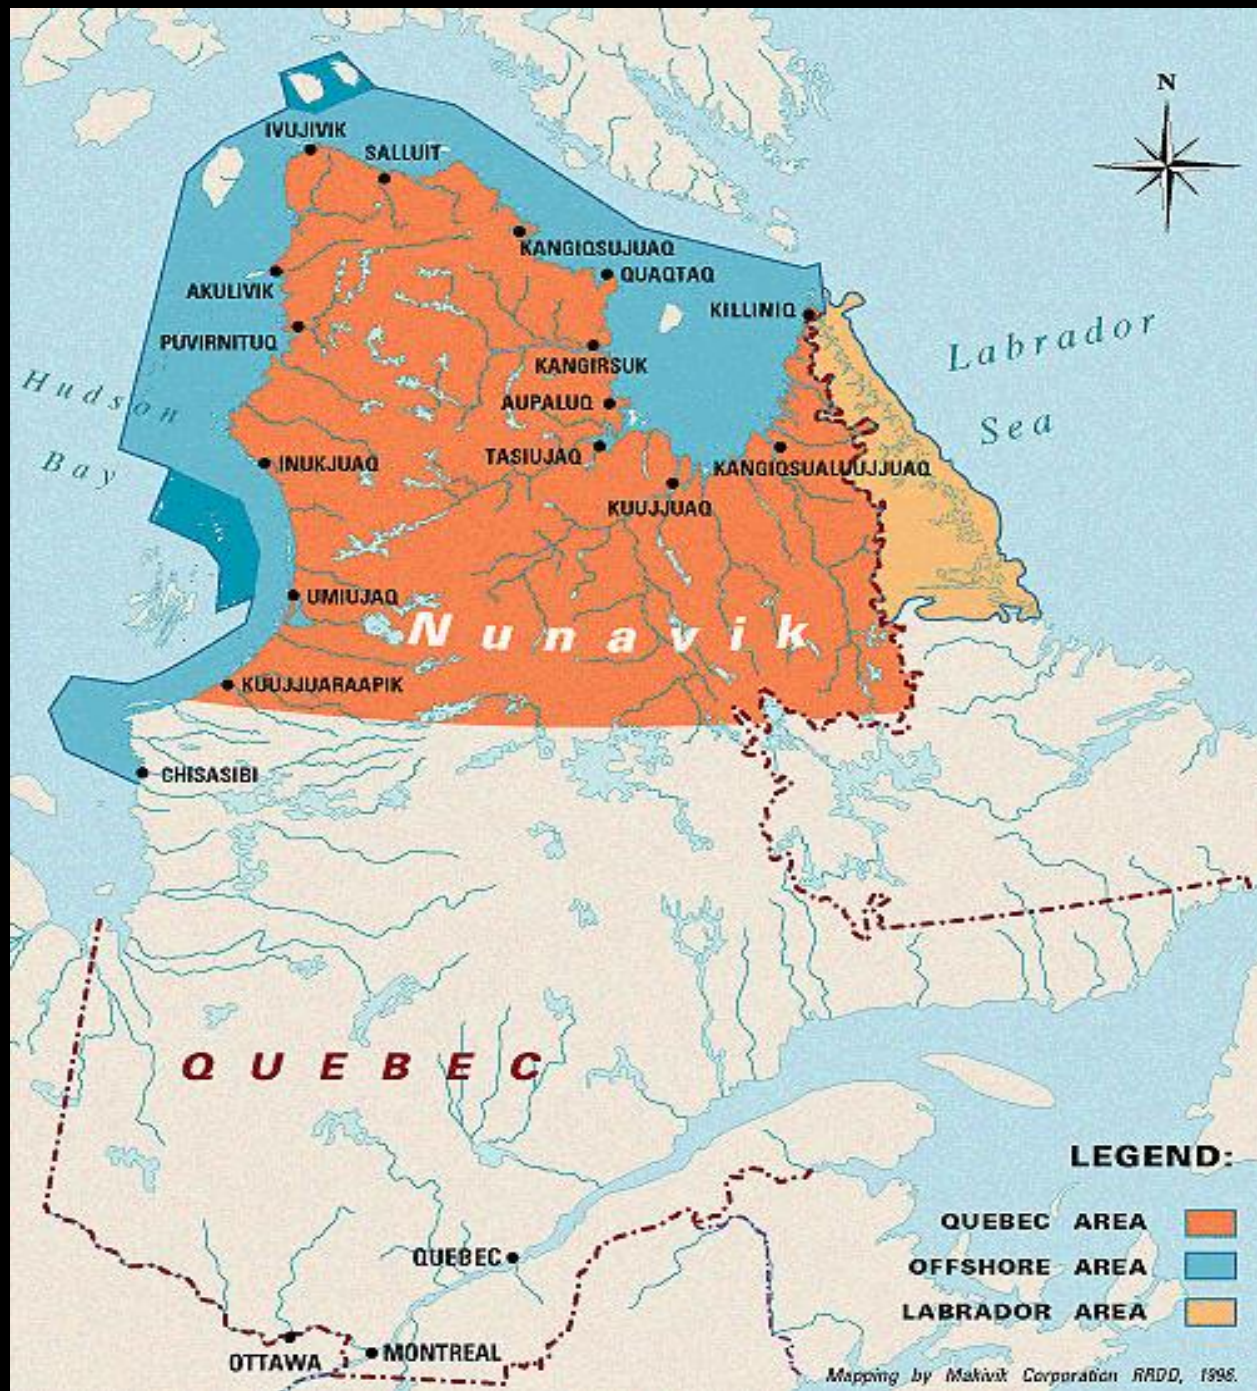 N
IVUJIVIK
SALLUIT
KANGIQSUJUAQ
QUAQTAQ
AKULIVIK
KILLINIQ
PUVIRNITUQ
KANGIRSUK
Labrador
Sea
Hudson
Bay
AUPALUQ
TASIUJAQ
INUKJUAQ
KANGIQSUALUUJJUAQ
KUUJJUAQ
UMIUJAQ
Nunavik
KUUJJUARAAPIK
CHISASIBI
QUEBEC
LEGEND:
QUEBEC AREA
OFFSHORE AREA
LABRADOR AREA
QUEBEC
OTTAWA
MONTREAL
Mapping by Makivik Corporation RRDD, 1996.